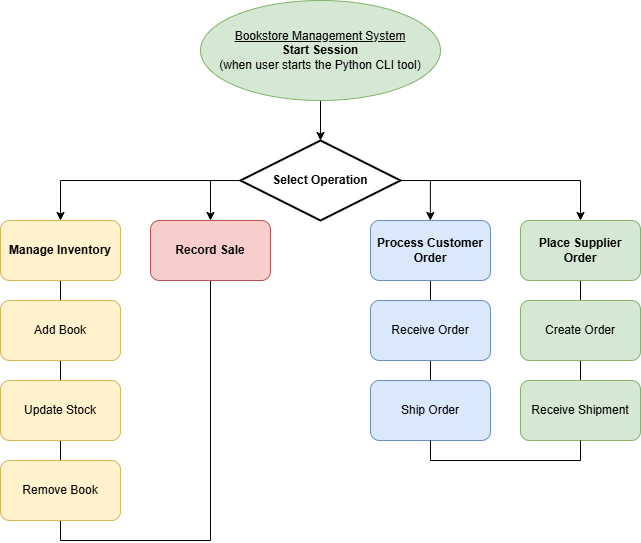 Bookstore Management System
Start Session
(when user starts the Python CLI tool)
Select Operation
Manage Inventory
Record Sale
Process Customer
Order
Place Supplier
Order
Add Book
Receive Order
Create Order
Update Stock
Ship Order
Receive Shipment
Remove Book